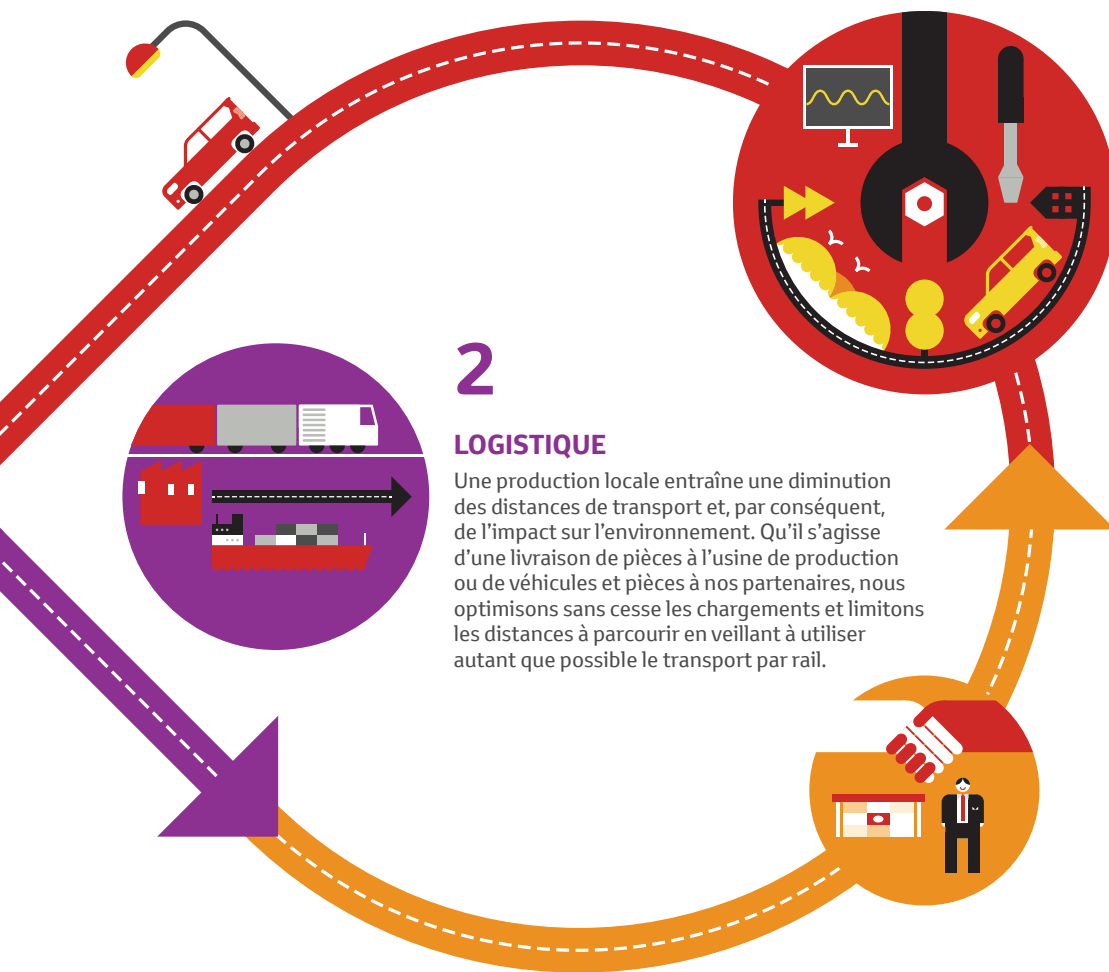 2
LOGISTIQUE
Une production locale entraîne une diminution
des distances de transport et, par conséquent,
de l’impact sur l’environnement. Qu’il s’agisse
d’une livraison de pièces à l’usine de production
ou de véhicules et pièces à nos partenaires, nous
optimisons sans cesse les chargements et limitons
les distances à parcourir en veillant à utiliser
autant que possible le transport par rail.